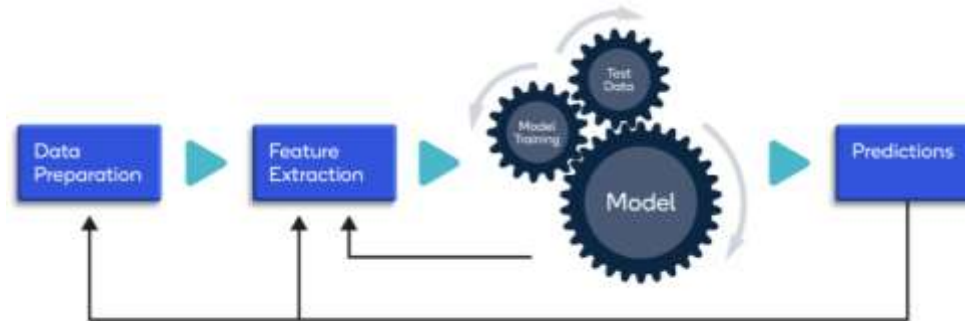 Data
Preparation
Feature
Extraction
Model
Training
Test
Data
Model
Predictions